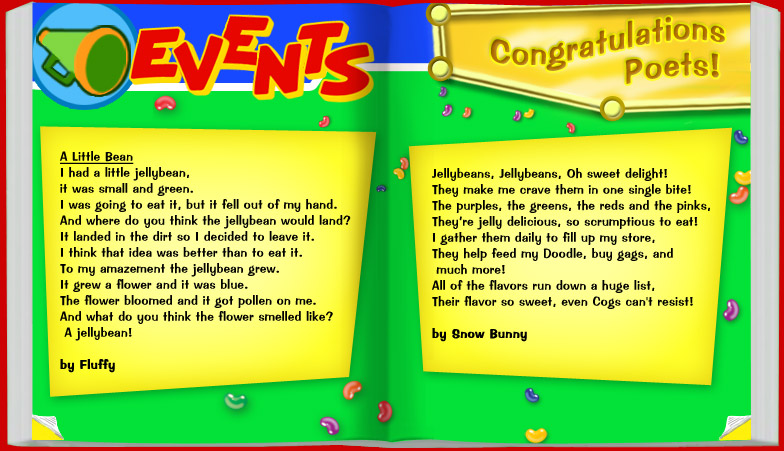 EVENTS
A Little Bean
I had a little jellybean,
it was small and green.
I was going to eat it, but it fell out of my hand.
And where do you think the jellybean would land?
It landed in the dirt so I decided to leave it.
I think that idea was better than to eat it.
To my amazement the jellybean grew.
It grew a flower and it was blue.
The flower bloomed and it got pollen on me.
And what do you think the flower smelled like?
A jellybean!
by Fluffy
Congratulations
Poets!
Jellybeans, Jellybeans, Oh sweet delight!
They make me crave them in one single bite!
The purples, the greens, the reds and the pinks,
They're jelly delicious, so scrumptious to eat!
I gather them daily to fill up my store,
They help feed my Doodle, buy gags, and
much more!
All of the flavors run down a huge list,
Their flavor so sweet, even Cogs can't resist!
by Snow Bunny